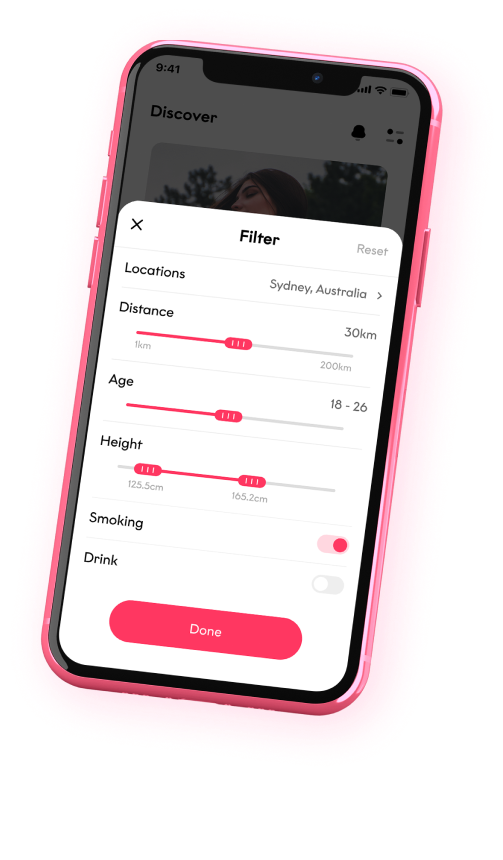 9:41
Discover
Filter
Reset
Locations
Sydney, Australia
Distance
30km
1km
200km
Age
18 - 26
Height
125.5cm
165.2cm
Smoking
Drink
Done